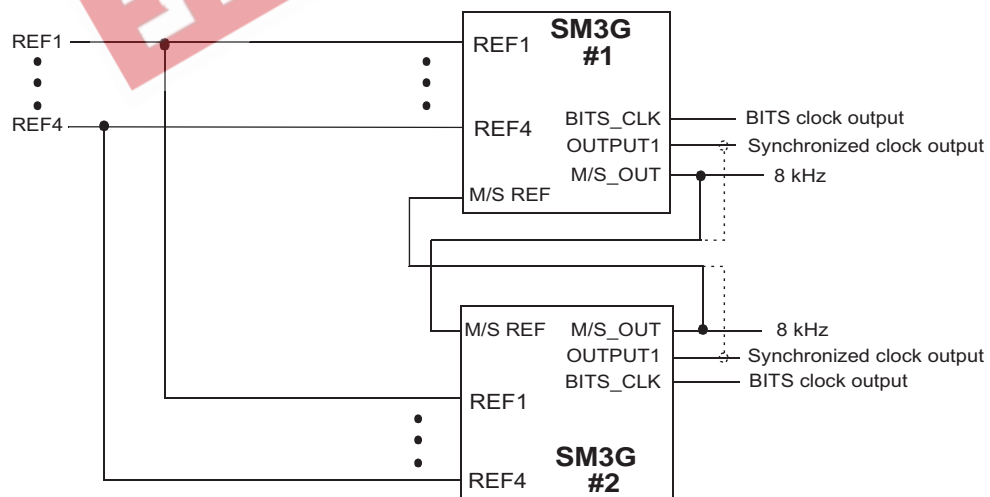 REF1
REF4
SM3G
#1
REF1
REF4
BITS_CLK
OUTPUT1
M/S_OUT
M/S REF
BITS clock output
Synchronized clock output
8 kHz
M/S REF
M/S_OUT
OUTPUT1
BITS_CLK
REF1
REF4
SM3G
#2
8 kHz
Synchronized clock output
BITS clock output